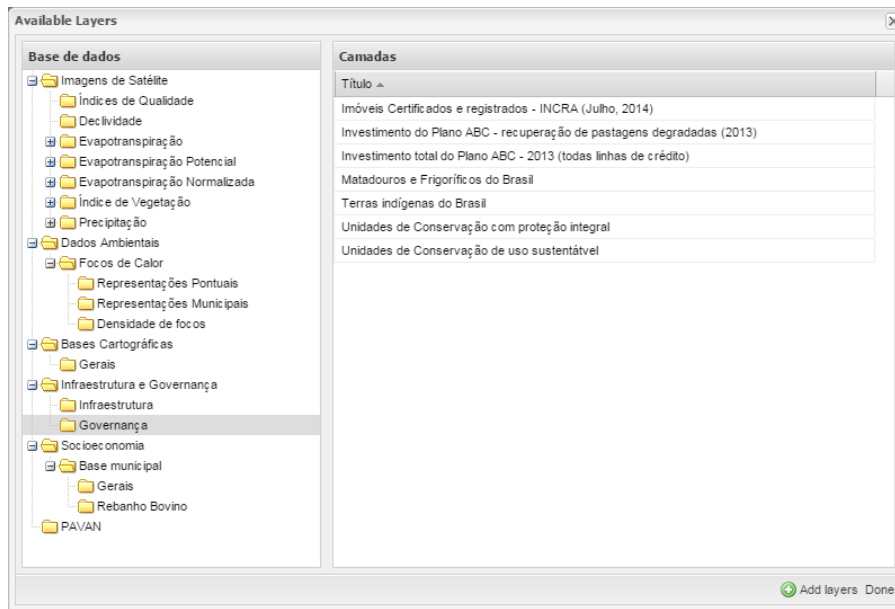 Available Layers
Base de dados
Imagens de Satélite
Índices de Qualidade
Declividade
Evapotranspiração
Evapotranspiração Potencial
Evapotranspiração Normalizada
Índice de Vegetação
Precipitação
Dados Ambientais
Focos de Calor
Representações Pontuais
Representações Municipais
Densidade de focos
Bases Cartográficas
Gerais
Infraestrutura e Governança
Infraestrutura
Governança
Socioeconomia
Base municipal
Gerais
Rebanho Bovino
PAVAN
Camadas
Título
Imóveis Certificados e registrados - INCRA (Julho, 2014)
Investimento do Plano ABC - recuperação de pastagens degradadas (2013)
Investimento total do Plano ABC - 2013 (todas linhas de crédito)
Matadouros e Frigoríficos do Brasil
Terras indígenas do Brasil
Unidades de Conservação com proteção integral
Unidades de Conservação de uso sustentátvel
Add layers Done